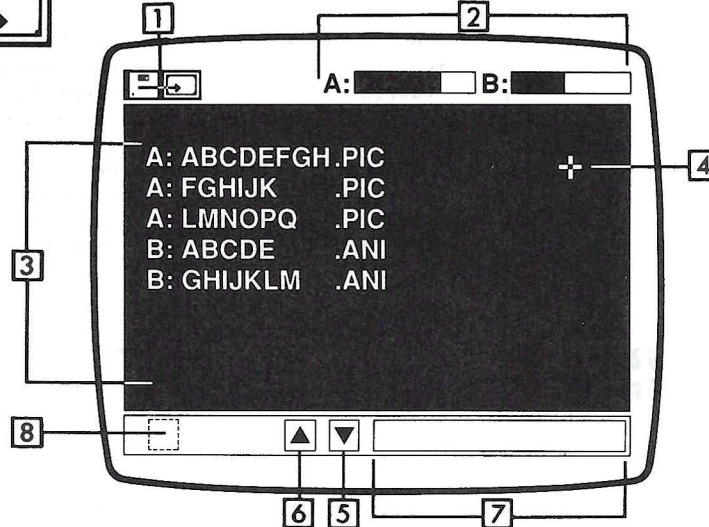 1
2
A: B:
A: ABCDEFGH.PIC
A: FGHIJK .PIC
A: LMNOPQ .PIC
B: ABCDE .ANI
B: GHIJKLM .ANI
4
3
8
6
5
7